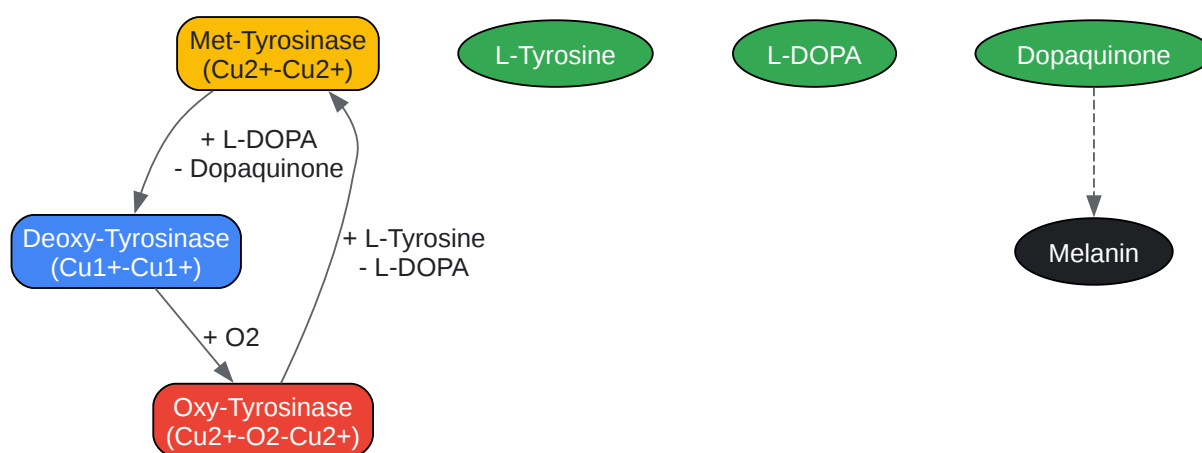 Met-Tyrosinase
(Cu2+-Cu2+)
L-Tyrosine
L-DOPA
Dopaquinone
+ L-DOPA
- Dopaquinone
Deoxy-Tyrosinase
(Cu1+-Cu1+)
+ L-Tyrosine
- L-DOPA
Melanin
+ O2
Oxy-Tyrosinase
(Cu2+-O2-Cu2+)